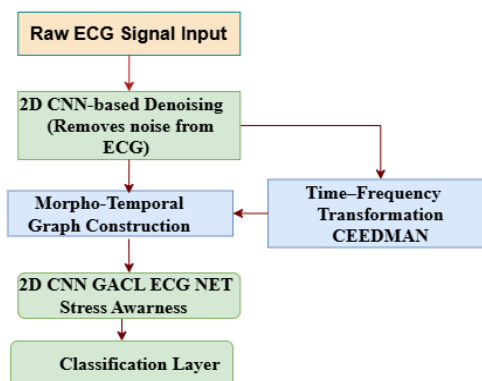 Raw ECG Signal Input
2D CNN-based Denoising
(Removes noise from
ECG)
Morpho-Temporal
Graph Construction
Time–Frequency
Transformation
CEEDMAN
2D CNN GACL ECG NET
Stress Awarness
Classification Layer